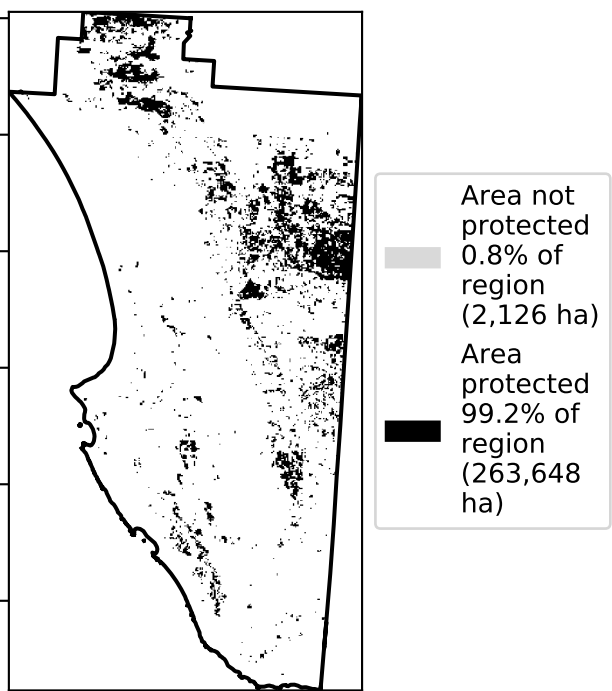 Area not
protected
0.8% of
region
(2,126 ha)
Area
protected
99.2% of
region
(263,648
ha)